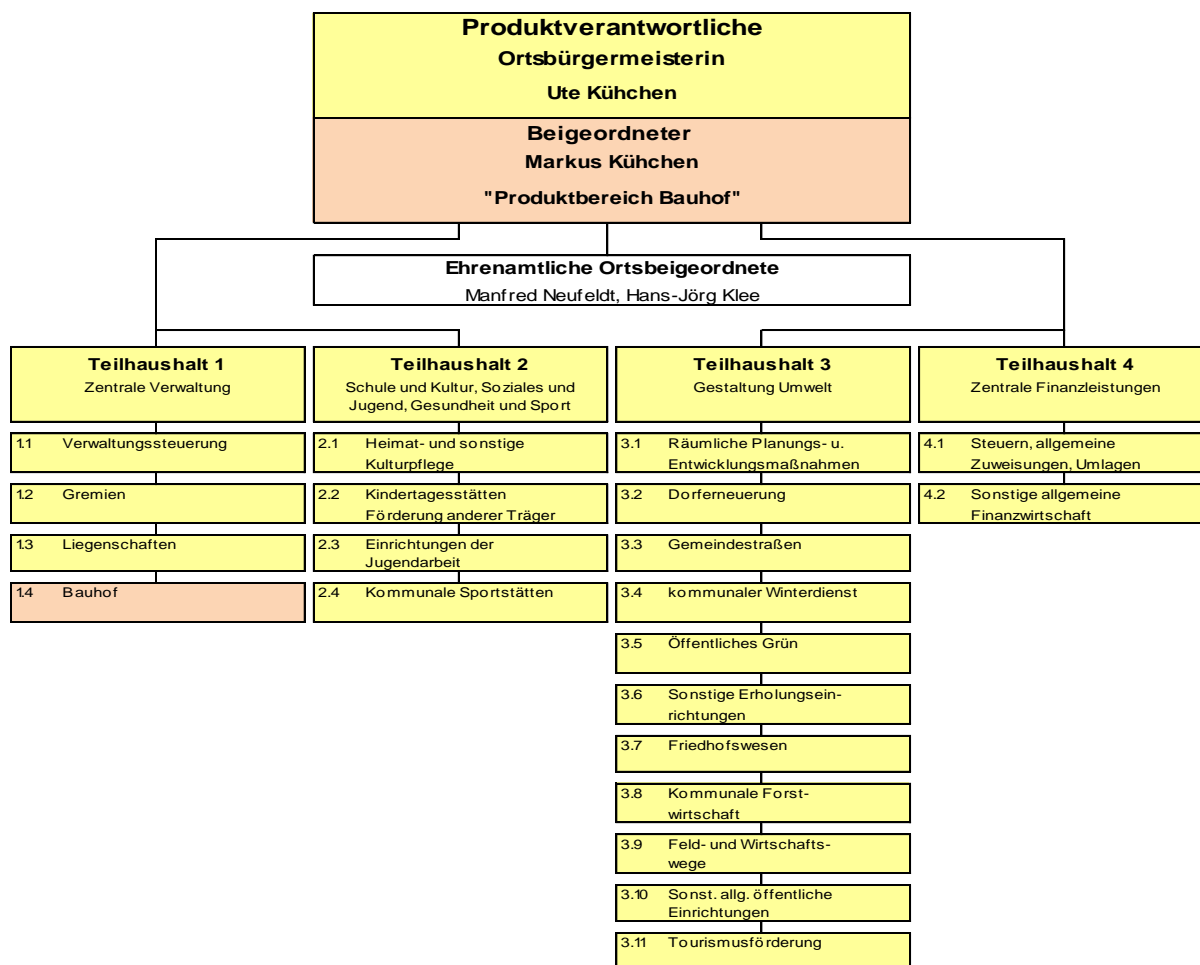 Produktverantwortliche
Ortsbürgermeisterin
Ute Kühchen
Beigeordneter
Markus Kühchen
"Produktbereich Bauhof"
Ehrenamtliche Ortsbeigeordnete
Manfred Neufeldt, Hans-Jörg Klee
Teilhaushalt 1
Zentrale Verwaltung
1.1 Verwaltungssteuerung
1.2 Gremien
1.3 Liegenschaften
1.4 Bauhof
Teilhaushalt 2
Schule und Kultur, Soziales und
Jugend, Gesundheit und Sport
2.1 Heimat- und sonstige
Kulturpflege
2.2 Kindertagesstätten
Förderung anderer Träger
2.3 Einrichtungen der
Jugendarbeit
2.4 Kommunale Sportstätten
Teilhaushalt 3
Gestaltung Umwelt
3.1 Räumliche Planungs- u.
Entwicklungsmaßnahmen
3.2 Dorferneuerung
3.3 Gemeindestraßen
3.4 kommunaler Winterdienst
3.5 Öffentliches Grün
3.6 Sonstige Erholungsein-
richtungen
3.7 Friedhofswesen
3.8 Kommunale Forst-
wirtschaft
3.9 Feld- und Wirtschafts-
wege
3.10 Sonst. allg. öffentliche
Einrichtungen
3.11 Tourismusförderung
Teilhaushalt 4
Zentrale Finanzleistungen
4.1 Steuern, allgemeine
Zuweisungen, Umlagen
4.2 Sonstige allgemeine
Finanzwirtschaft